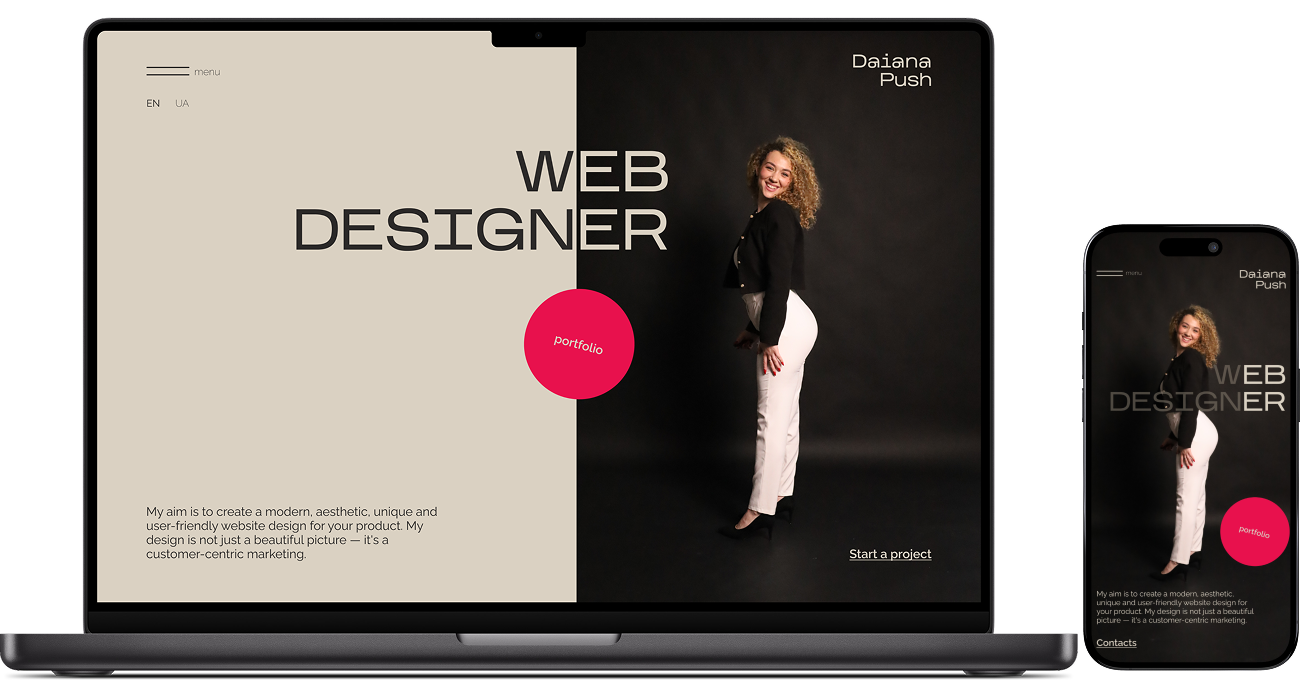 menu
EN UA
Daiana
Push
WEB
DESIGNER
portfolio
My aim is to create a modern, aesthetic, unique and
user-friendly website design for your product. My
design is not just a beautiful picture — it's a
customer-centric marketing.
Start a project
menu
Daiana
Push
WEB
DESIGNER
portfolio
My aim is to create a modern, aesthetic,
unique and user-friendly website design for
your product. My design is not just a beautiful
picture — it's a customer-centric marketing.
Contacts